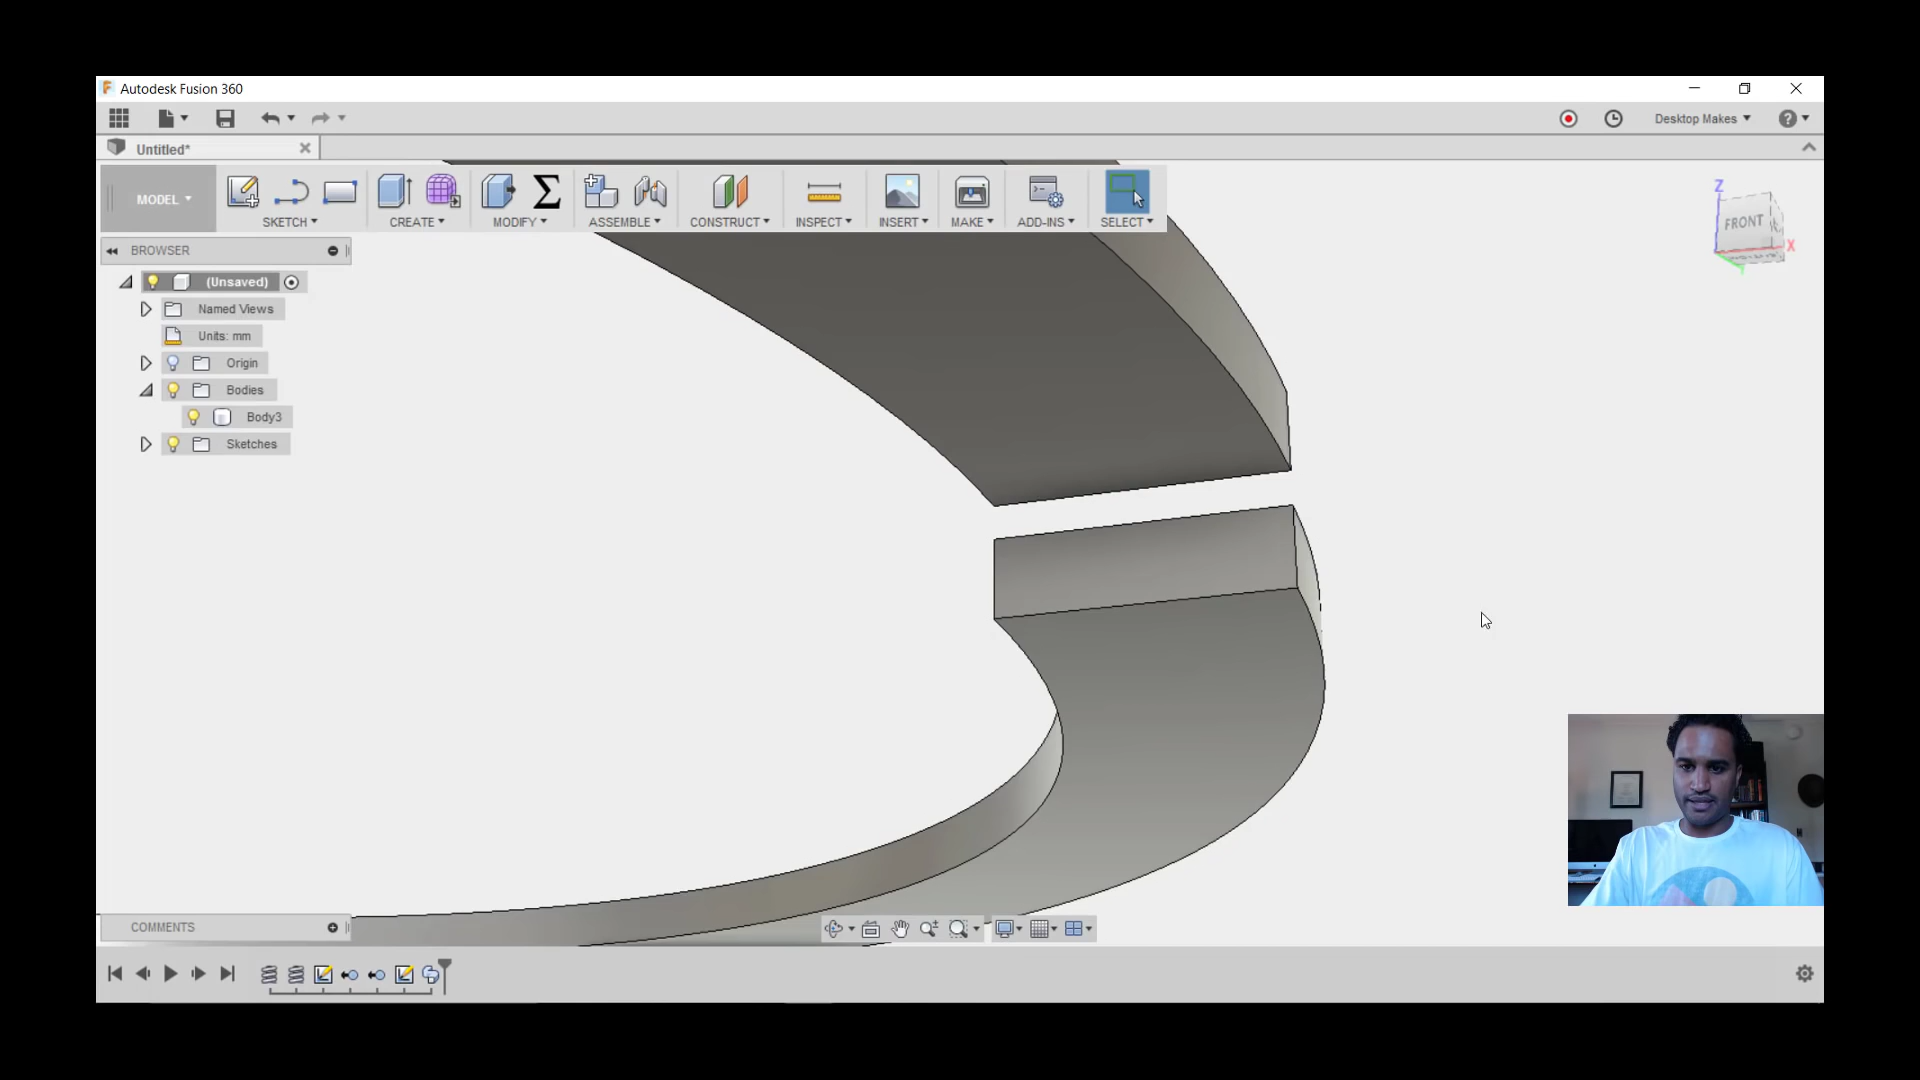 Autodesk Fusion 360
Desktop Makes
Untitled*
MODEL
SKETCH
CREATE
MODIFY
ASSEMBLE
CONSTRUCT
INSPECT
INSERT
MAKE
ADD-INS
SELECT
Z
FRONT
X
BROWSER
(Unsaved)
Named Views
Units: mm
Origin
Bodies
Body3
Sketches
COMMENTS